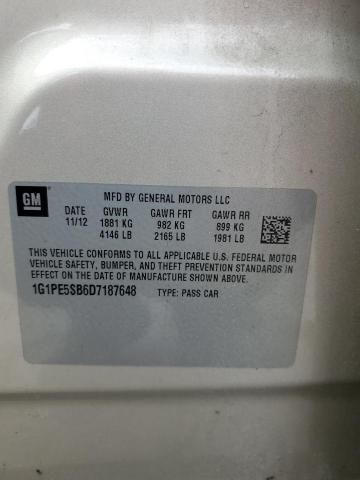 GM
MFD BY GENERAL MOTORS LLC
DATE GVWR GAWR FRT GAWR RR
11/12 1881 KG 982 KG 899 KG
4146 LB 2165 LB 1981 LB
THIS VEHICLE CONFORMS TO ALL APPLICABLE U.S. FEDERAL MOTOR
VEHICLE SAFETY, BUMPER, AND THEFT PREVENTION STANDARDS
IN EFFECT ON THE DATE OF MANUFACTURE SHOWN ABOVE.
1G1PE5SB6D7187648 TYPE: PASS CAR